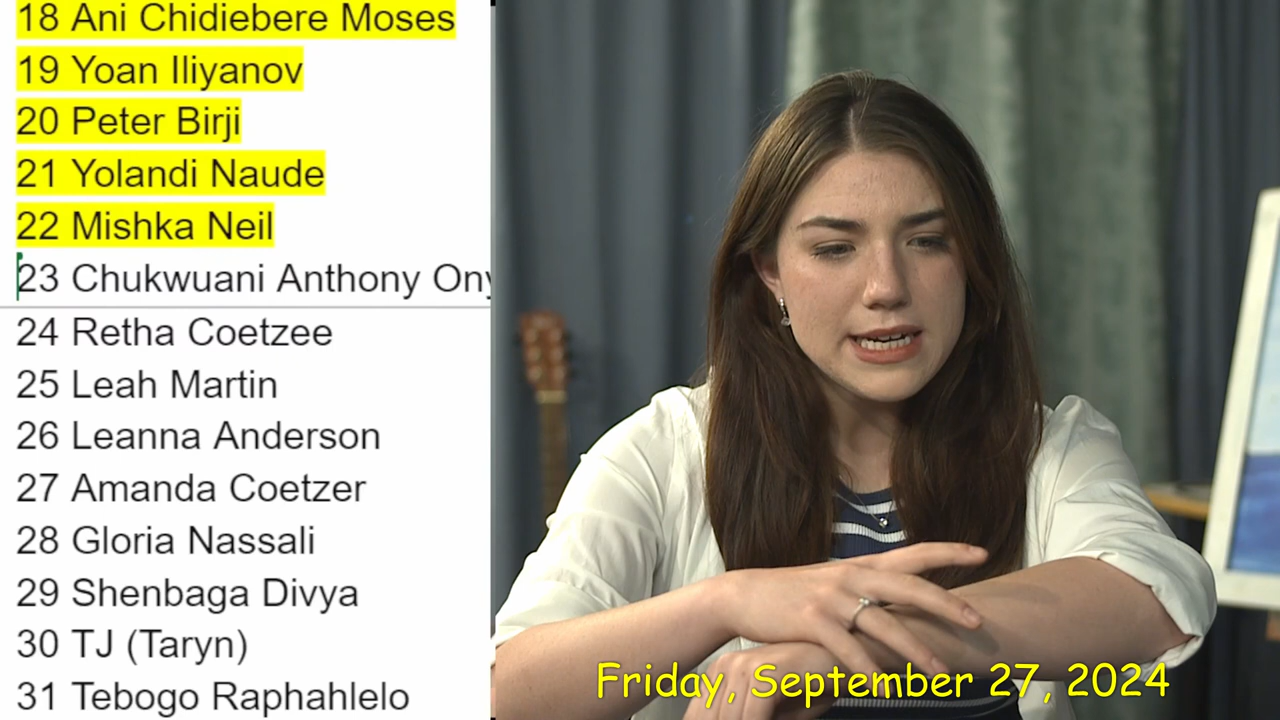 18 Ani Chidiebere Moses
19 Yoan Iliyanov
20 Peter Birji
21 Yolandi Naude
22 Mishka Neil
23 Chukwuani Anthony Ony
24 Retha Coetzee
25 Leah Martin
26 Leanna Anderson
27 Amanda Coetzer
28 Gloria Nassali
29 Shenbaga Divya
30 TJ (Taryn)
31 Tebogo Raphahlelo
Friday, September 27, 2024